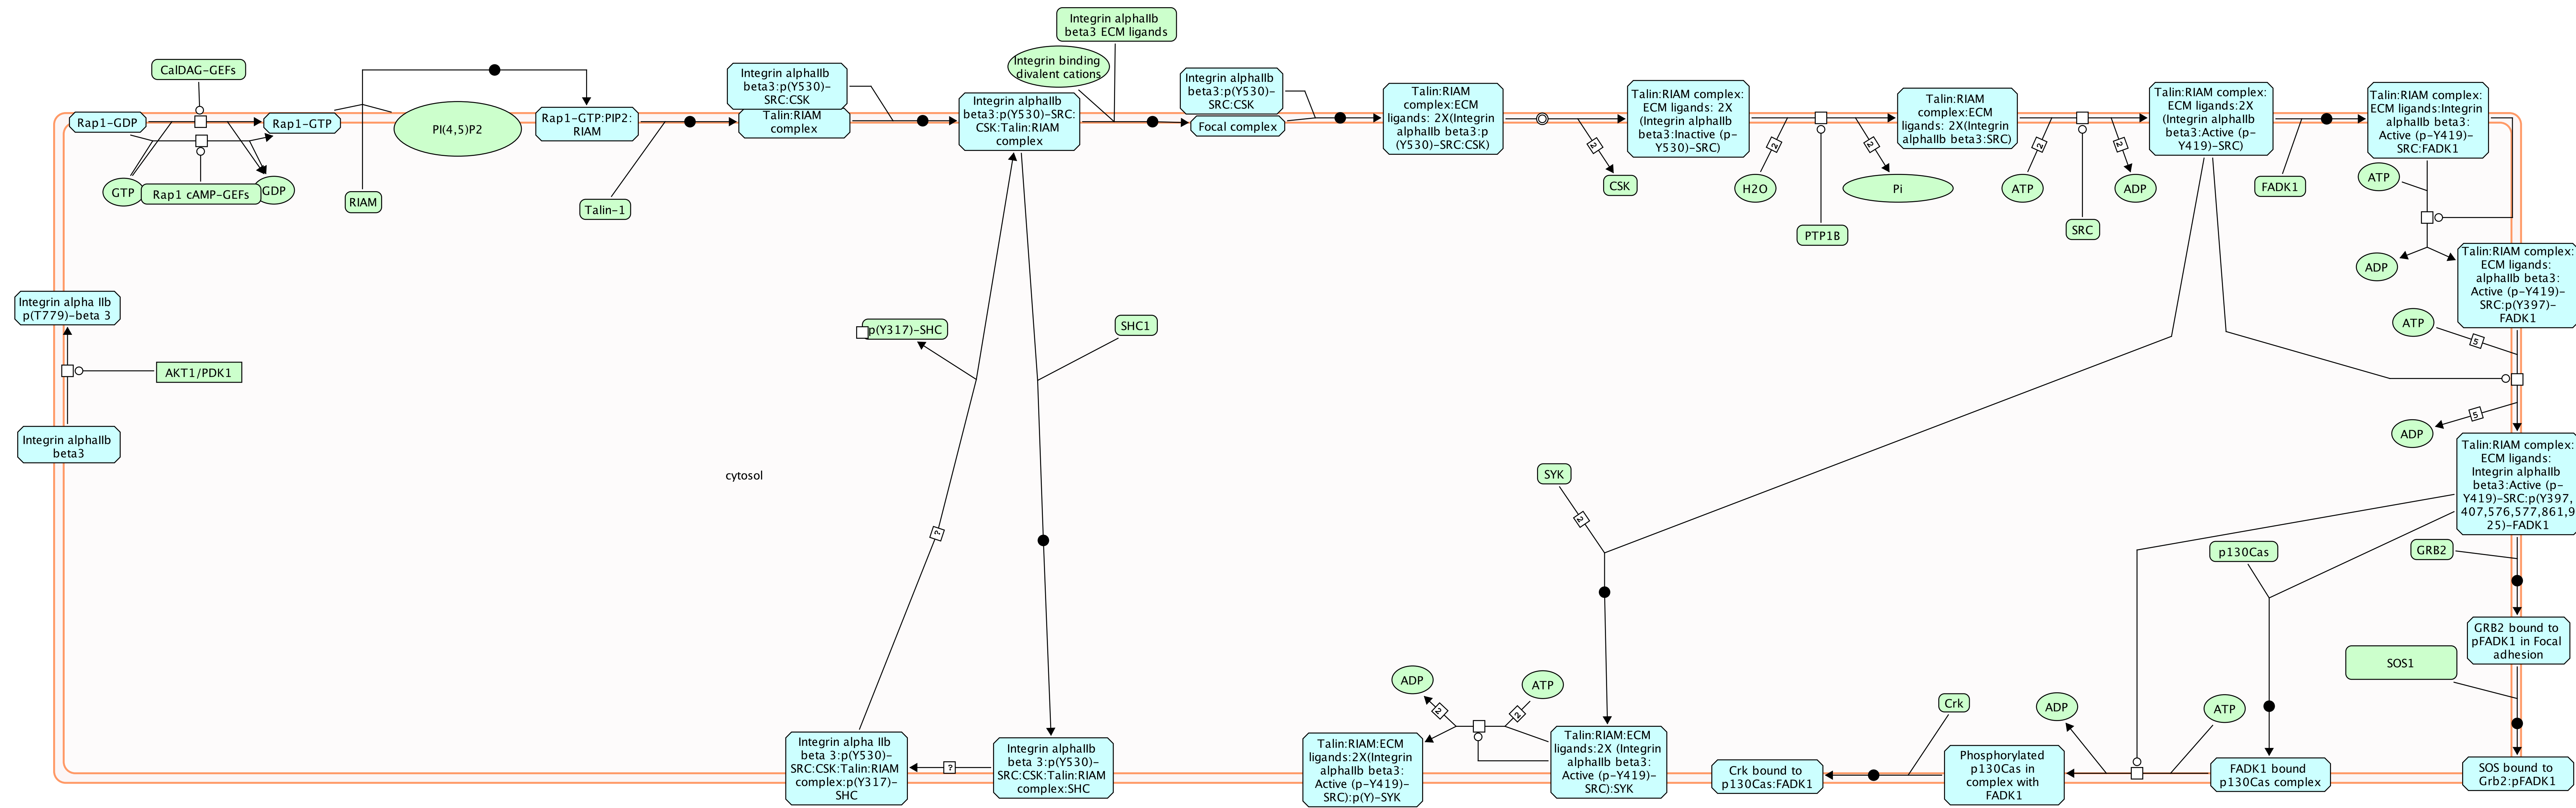 Integrin alphaIIb
beta3 ECM ligands
Integrin binding
divalent cations
CalDAG-GEFs
Rap1-GDP
Rap1-GTP
GTP
Rap1 cAMP-GEFs
GDP
PI(4,5)P2
RIAM
Rap1-GTP:PIP2:
RIAM
Talin-1
Integrin alphaIIb
beta3:p(Y530)-
SRC:CSK
Talin:RIAM
complex
Integrin alphaIIb
beta3:p(Y530)-SRC:
CSK:Talin:RIAM
complex
Integrin alphaIIb
beta3:p(Y530)-
SRC:CSK
Focal complex
Talin:RIAM
complex:ECM
ligands: 2X(Integrin
alphaIIb beta3:p
(Y530)-SRC:CSK)
2
CSK
Talin:RIAM complex:
ECM ligands: 2X
(Integrin alphaIIb
beta3:Inactive (p-
Y530)-SRC)
2
H2O
PTP1B
2
Pi
Talin:RIAM
complex:ECM
ligands: 2X(Integrin
alphaIIb beta3:SRC)
2
ATP
SRC
2
ADP
Talin:RIAM complex:
ECM ligands:2X
(Integrin alphaIIb
beta3:Active (p-
Y419)-SRC)
FADK1
Talin:RIAM complex:
ECM ligands:Integrin
alphaIIb beta3:
Active (p-Y419)-
SRC:FADK1
ATP
ADP
Talin:RIAM complex:
ECM ligands:
alphaIIb beta3:
Active (p-Y419)-
SRC:p(Y397)-
FADK1
ATP
5
5
ADP
Talin:RIAM complex:
ECM ligands:
Integrin alphaIIb
beta3:Active (p-
Y419)-SRC:p(Y397,
407,576,577,861,9
25)-FADK1
Integrin alpha IIb
p(T779)-beta 3
AKT1/PDK1
Integrin alphaIIb
beta3
p(Y317)-SHC
SHC1
cytosol
?
SYK
2
p130Cas
GRB2
GRB2 bound to
pFADK1 in Focal
adhesion
SOS1
SOS bound to
Grb2:pFADK1
Integrin alpha IIb
beta 3:p(Y530)-
SRC:CSK:Talin:RIAM
complex:p(Y317)-
SHC
?
Integrin alphaIIb
beta 3:p(Y530)-
SRC:CSK:Talin:RIAM
complex:SHC
ADP
2
2
ATP
Talin:RIAM:ECM
ligands:2X(Integrin
alphaIIb beta3:
Active (p-Y419)-
SRC):p(Y)-SYK
Talin:RIAM:ECM
ligands:2X (Integrin
alphaIIb beta3:
Active (p-Y419)-
SRC):SYK
Crk bound to
p130Cas:FADK1
Crk
Phosphorylated
p130Cas in
complex with
FADK1
ADP
ATP
FADK1 bound
p130Cas complex